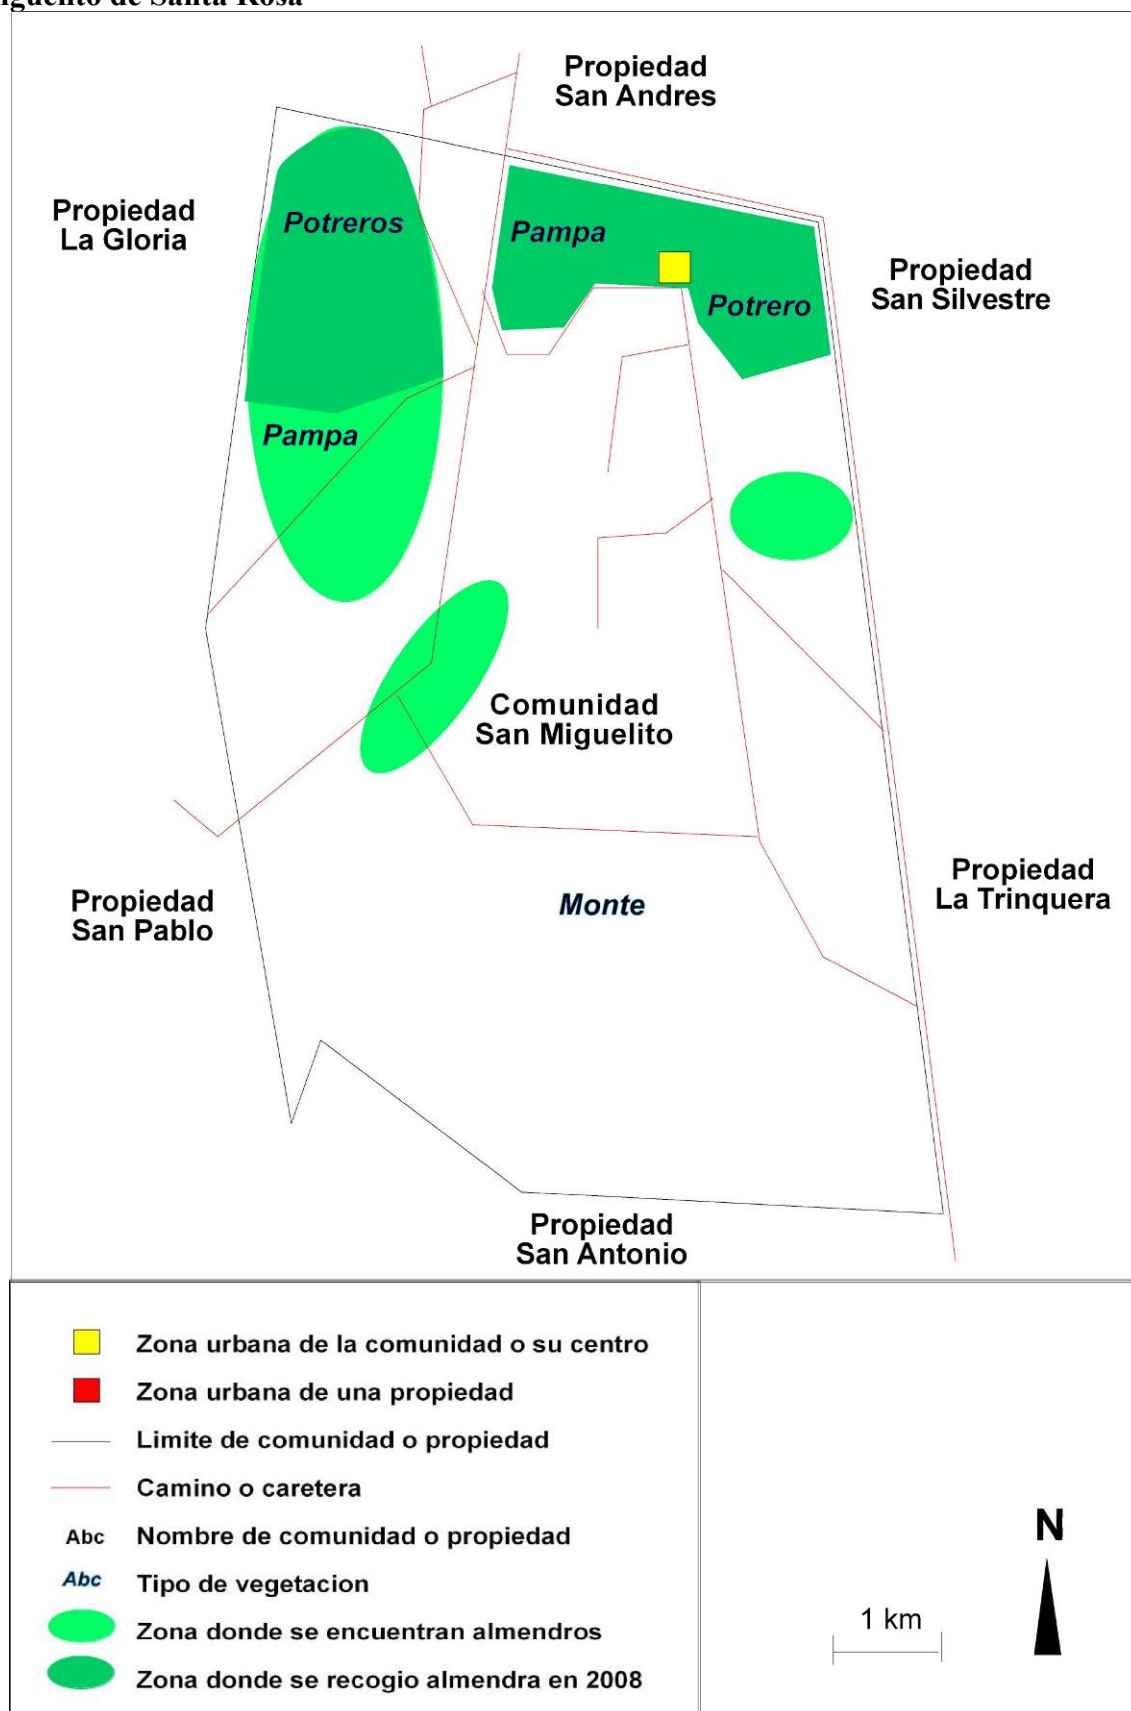 de Santa Rosa
Propiedad
San Andres
Propiedad
La Gloria
Potreros
Pampa
Propiedad
San Silvestre
Potrero
Pampa
Comunidad
San Miguelito
Propiedad
La Trinquera
Propiedad
San Pablo
Monte
Propiedad
San Antonio
Zona urbana de la comunidad o su centro
Zona urbana de una propiedad
Limite de comunidad o propiedad
Camino o caretera
Abc Nombre de comunidad o propiedad
Abc Tipo de vegetacion
Zona donde se encuentran almendros
Zona donde se recogio almendra en 2008
N
1 km